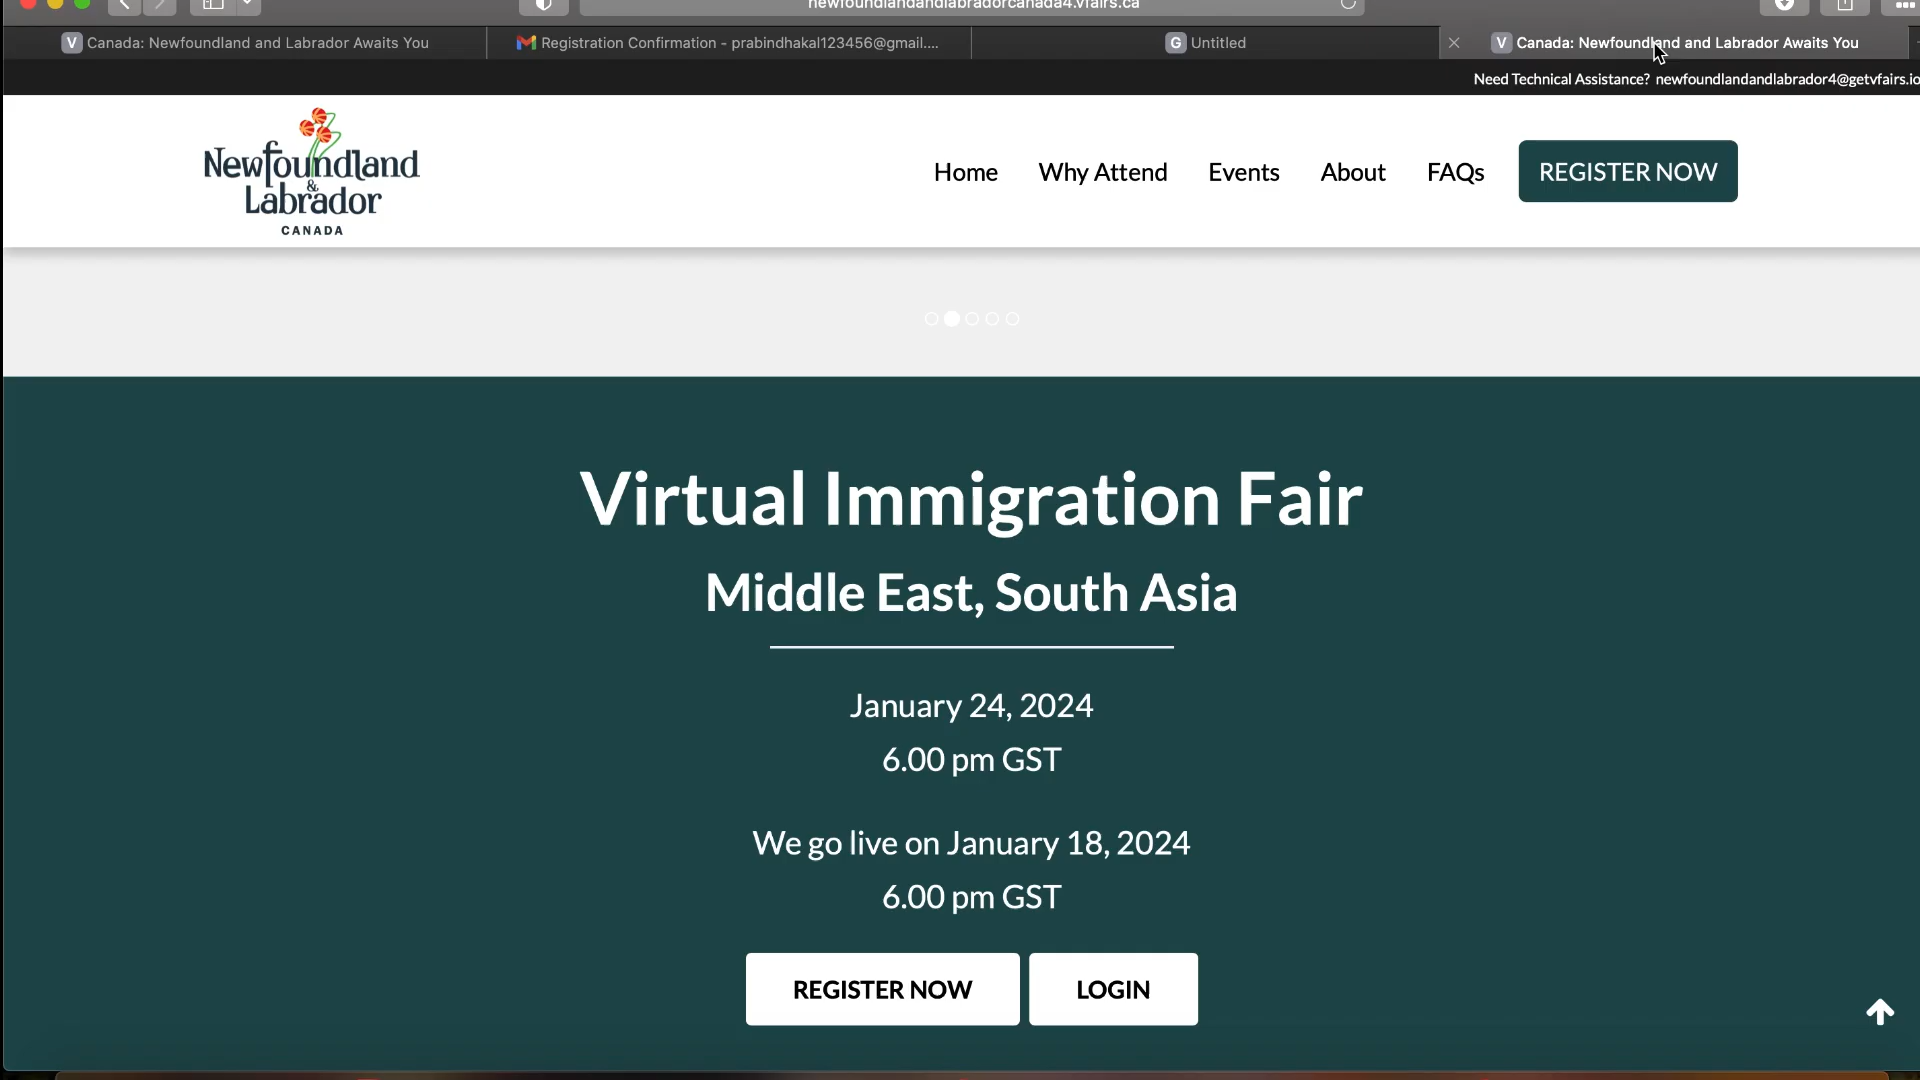 newfoundlandandlabradorcanada4.vfairs.ca
V Canada: Newfoundland and Labrador Awaits You
Registration Confirmation - prabindhakal123456@gmail....
G Untitled
V Canada: Newfoundland and Labrador Awaits You
Need Technical Assistance? newfoundlandandlabrador4@getvfairs.io
Newfoundland
&
Labrador
CANADA
Home
Why Attend
Events
About
FAQs
REGISTER NOW
Virtual Immigration Fair
Middle East, South Asia
January 24, 2024
6.00 pm GST
We go live on January 18, 2024
6.00 pm GST
REGISTER NOW
LOGIN